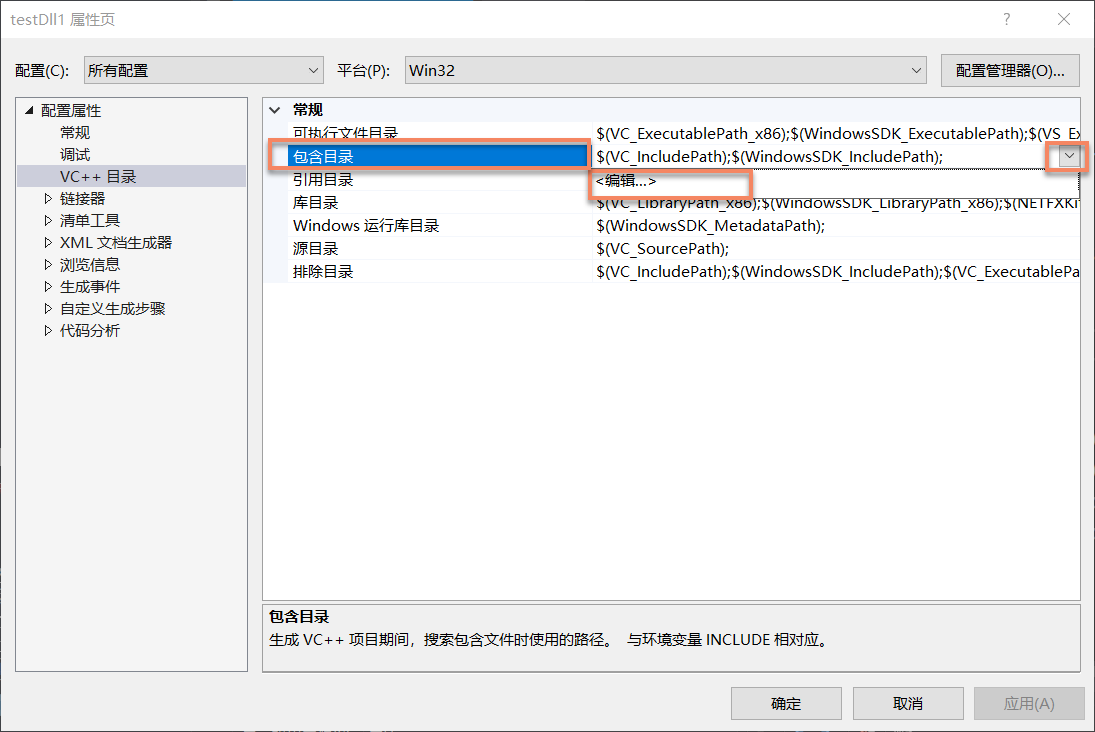 testDll1 属性页
?
配置(C): 所有配置 平台(P): Win32 配置管理器(O)...
配置属性
常规
调试
VC++ 目录
链接器
清单工具
XML 文档生成器
浏览信息
生成事件
自定义生成步骤
代码分析
常规
可执行文件目录 $(VC_ExecutablePath_x86);$(WindowsSDK_ExecutablePath);$(VS_Ex
包含目录 $(VC_IncludePath);$(WindowsSDK_IncludePath);
引用目录 <编辑...>
库目录 $(VC_LibraryPath_x86);$(WindowsSDK_LibraryPath_x86);$(NETFXKi
Windows 运行库目录 $(WindowsSDK_MetadataPath);
源目录 $(VC_SourcePath);
排除目录 $(VC_IncludePath);$(WindowsSDK_IncludePath);$(VC_ExecutablePa
包含目录
生成 VC++ 项目期间，搜索包含文件时使用的路径。 与环境变量 INCLUDE 相对应。
确定 取消 应用(A)